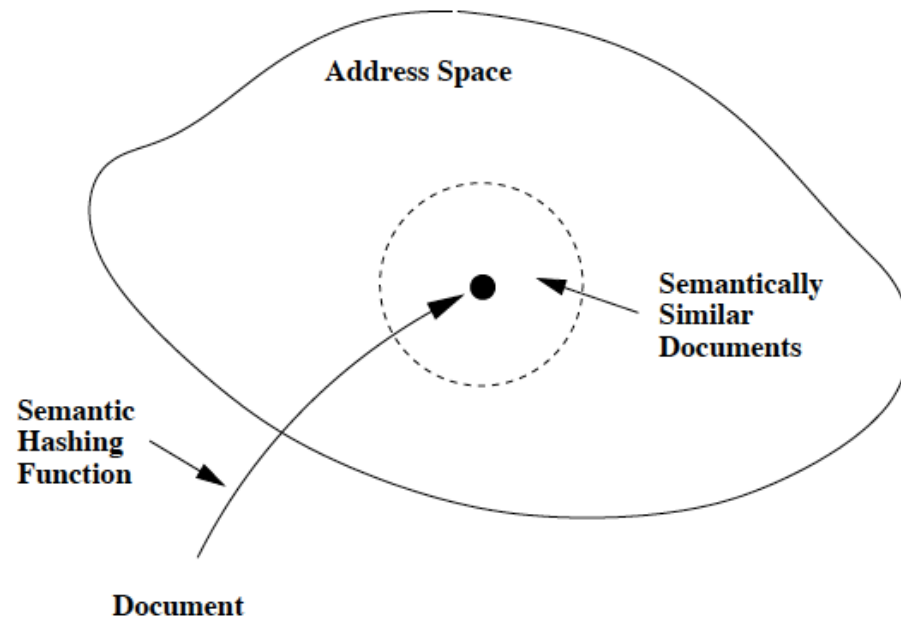 Address Space
Semantically
Similar
Documents
Semantic
Hashing
Function
Document